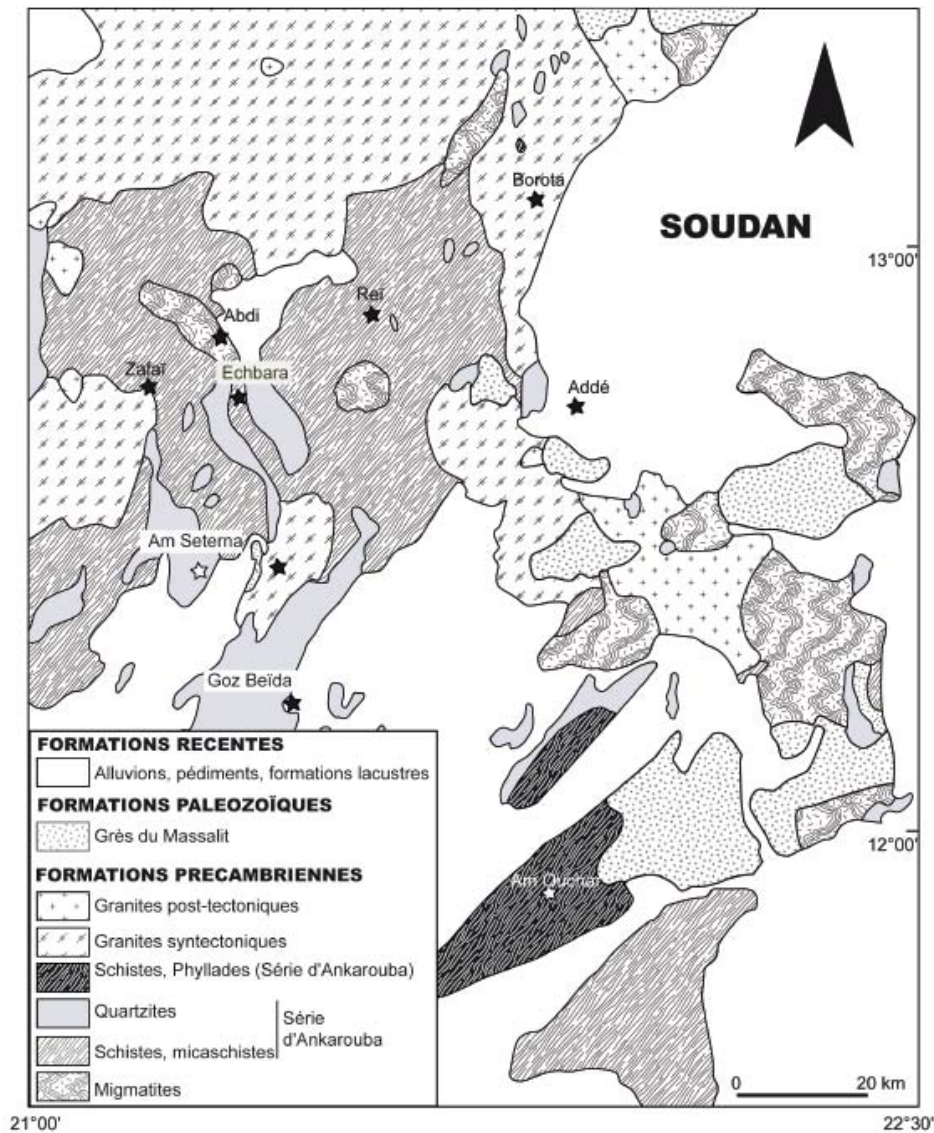 Borota
SOUDAN
13°00'
Reï
Abdi
Zafaï
Echbara
Addé
Am Seterna
Goz Beïda
FORMATIONS RECENTES
Alluvions, pédiments, formations lacustres
FORMATIONS PALEOZOÏQUES
Grès du Massalit
12°00'
FORMATIONS PRECAMBRIENNES
Am Ouchar
Granites post-tectoniques
Granites syntectoniques
Schistes, Phyllades (Série d'Ankarouba)
Quartzites
Série
d'Ankarouba
Schistes, micaschistes
Migmatites
0 20 km
21°00' 22°30'